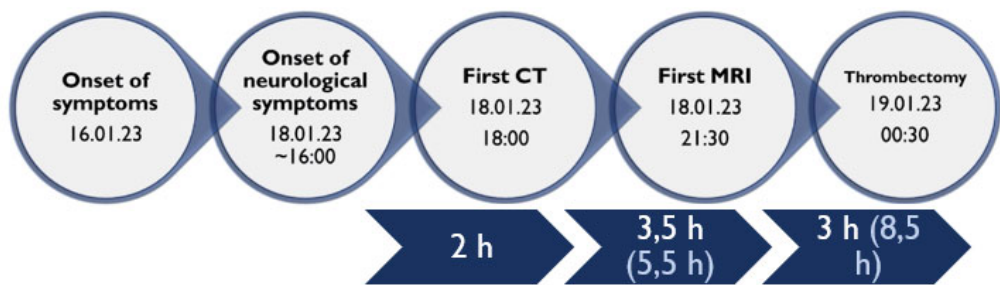 Onset of
symptoms
16.01.23
Onset of
neurological
symptoms
18.01.23
~16:00
First CT
18.01.23
18:00
First MRI
18.01.23
21:30
Thrombectomy
19.01.23
00:30
2 h
3,5 h
(5,5 h)
3 h (8,5
h)